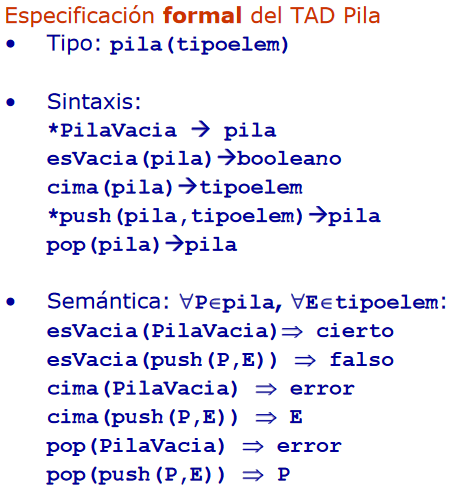 Especificación formal del TAD Pila
• Tipo: pila(tipoelem)
• Sintaxis:
*PilaVacia → pila
esVacia(pila)→booleano
cima(pila)→tipoelem
*push(pila,tipoelem)→pila
pop(pila)→pila
• Semántica: ∀P∈pila, ∀E∈tipoelem:
esVacia(PilaVacia)⇒ cierto
esVacia(push(P,E)) ⇒ falso
cima(PilaVacia) ⇒ error
cima(push(P,E)) ⇒ E
pop(PilaVacia) ⇒ error
pop(push(P,E)) ⇒ P